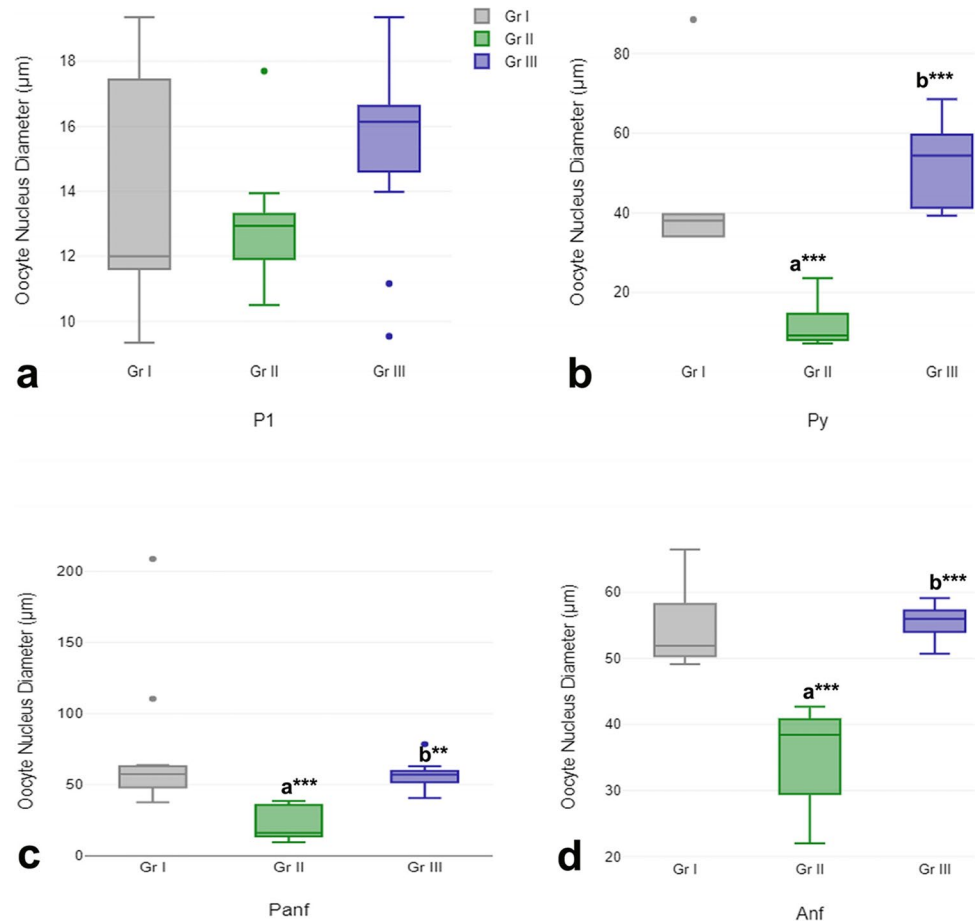 Gr I
Gr II
Gr III
Oocyte Nucleus Diameter (μm)
18
16
14
12
10
Gr I Gr II Gr III
a
P1
Oocyte Nucleus Diameter (μm)
80
60
40
20
b***
a***
Gr I Gr II Gr III
b
Py
Oocyte Nucleus Diameter (μm)
200
150
100
50
0
a***
b**
Gr I Gr II Gr III
c
Panf
Oocyte Nucleus Diameter (μm)
60
50
40
30
20
b***
a***
Gr I Gr II Gr III
d
Anf